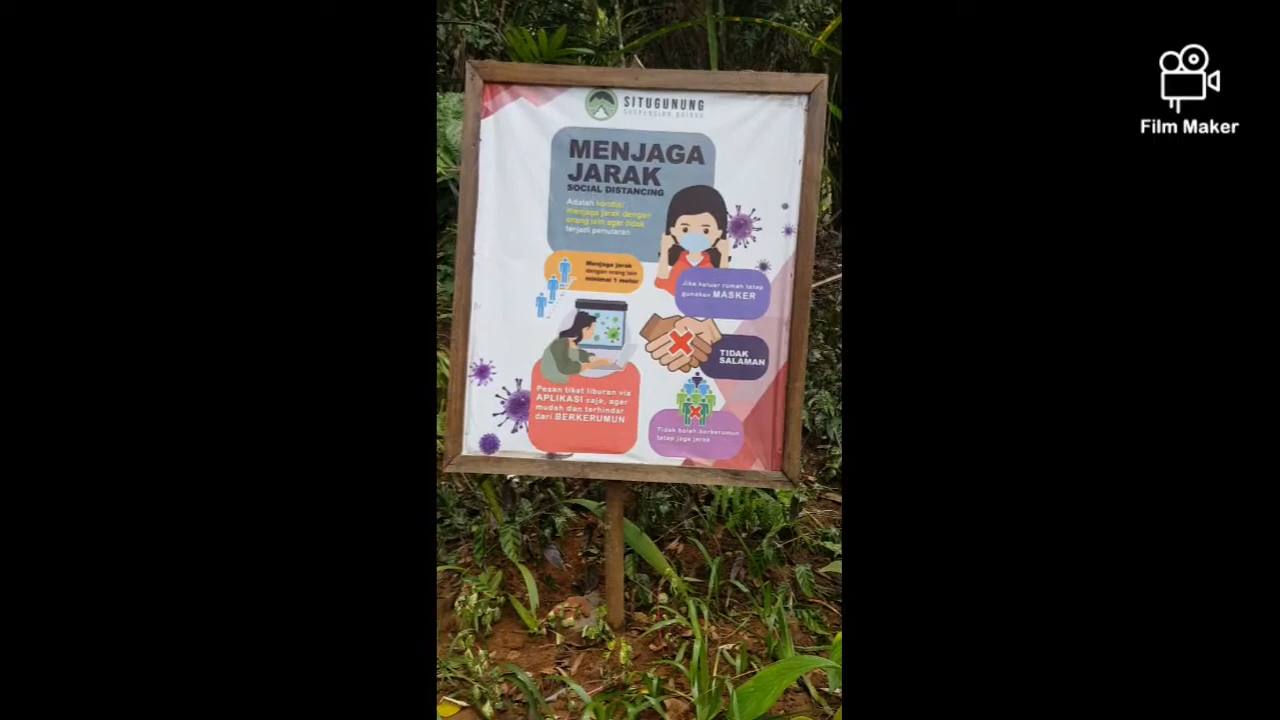 SITUGUNUNG
SUSPENSION BRIDGE
MENJAGA
JARAK
SOCIAL DISTANCING
Adalah kondisi
menjaga jarak dengan
orang lain agar tidak
terjadi penularan
Menjaga jarak
dengan orang lain
minimal 1 meter
Jika keluar rumah tetap
gunakan MASKER
TIDAK
SALAMAN
Pesan tiket liburan via
APLIKASI saja, agar
mudah dan terhindar
dari BERKERUMUN
Tidak boleh berkerumun
tetap jaga jarak
Film Maker